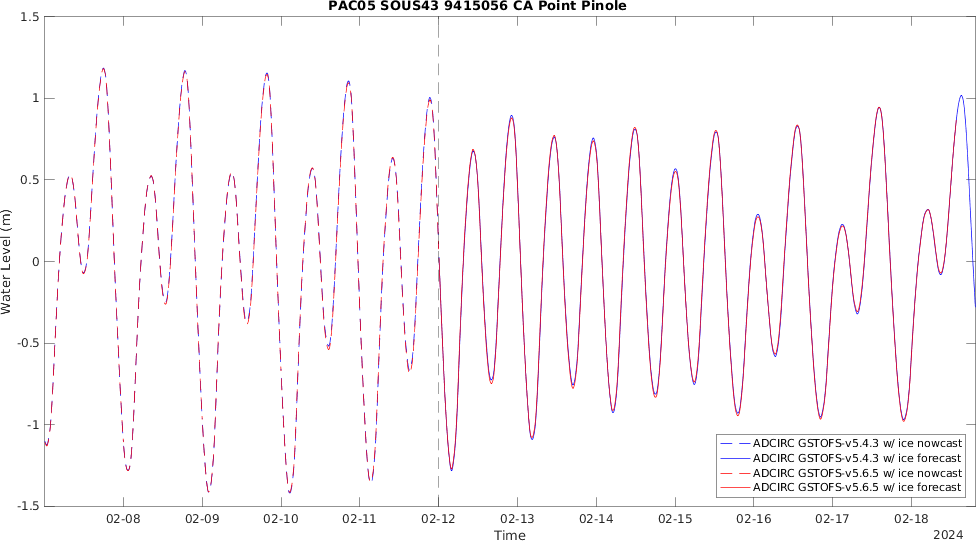 PAC05 SOUS43 9415056 CA Point Pinole
1.5
1
0.5
0
-0.5
-1
-1.5
Water Level (m)
02-08 02-09 02-10 02-11 02-12 02-13 02-14 02-15 02-16 02-17 02-18
Time
2024
ADCIRC GSTOFS-v5.4.3 w/ ice nowcast
ADCIRC GSTOFS-v5.4.3 w/ ice forecast
ADCIRC GSTOFS-v5.6.5 w/ ice nowcast
ADCIRC GSTOFS-v5.6.5 w/ ice forecast